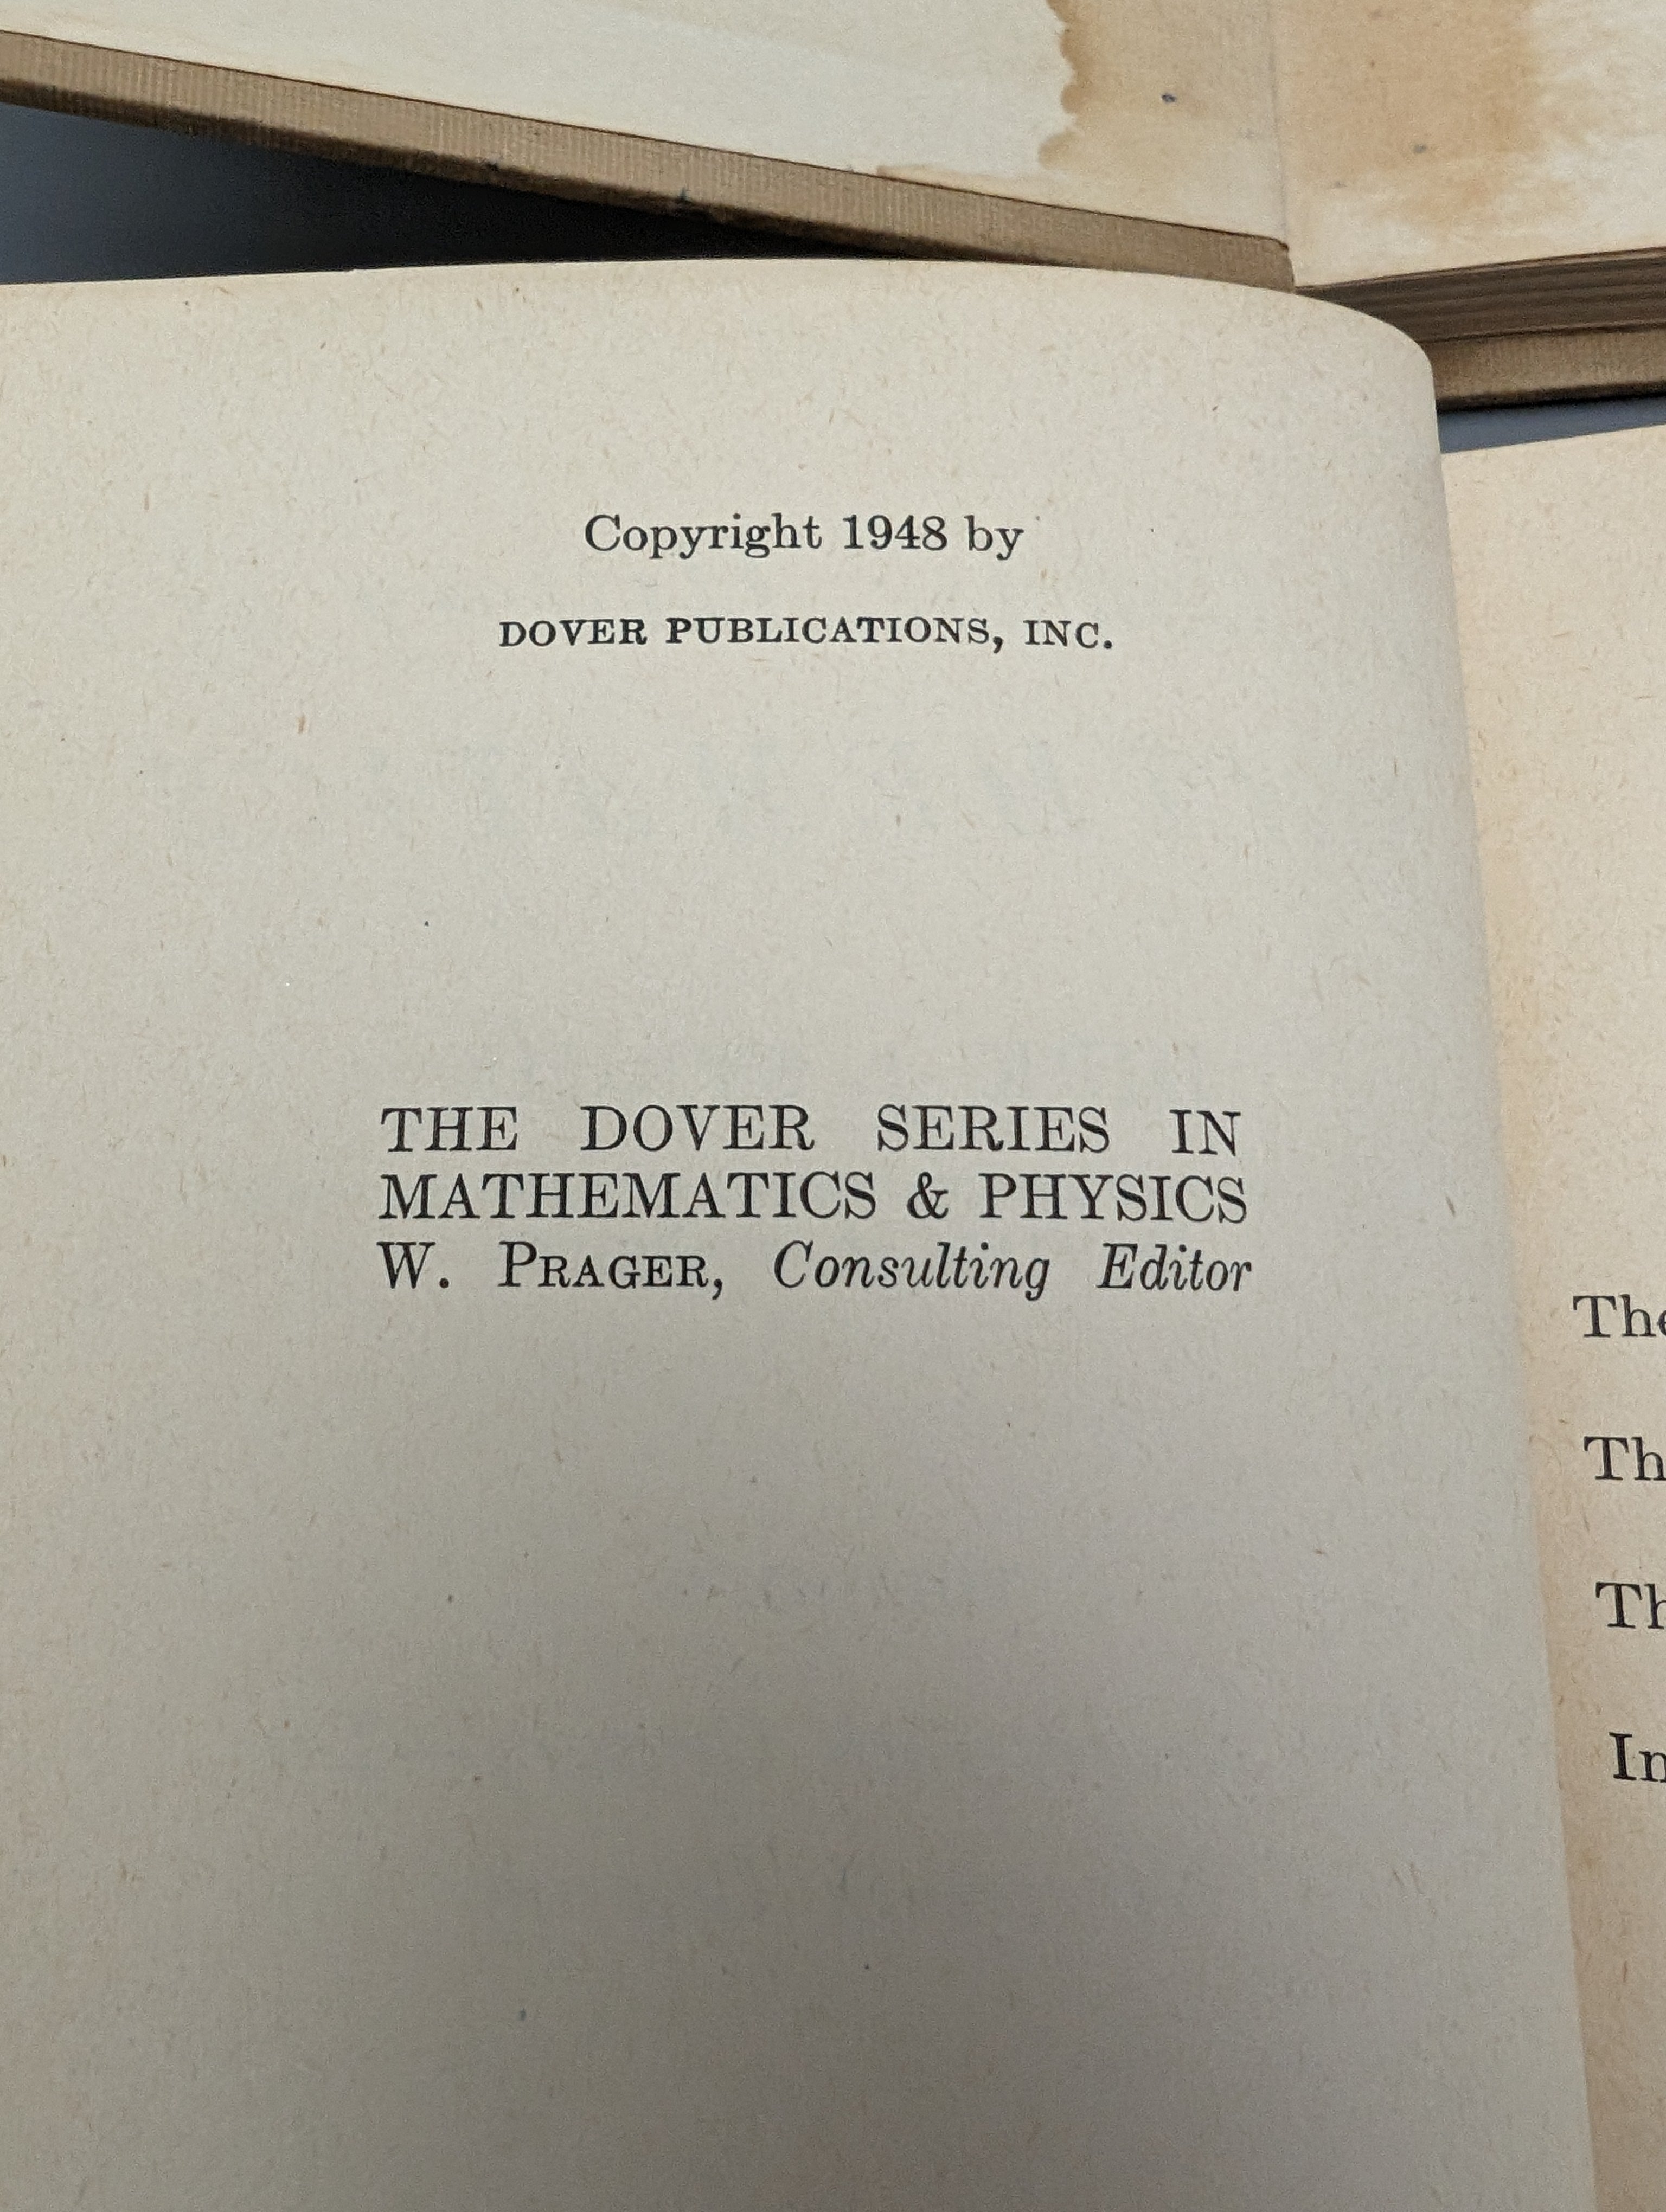 Copyright 1948 by
DOVER PUBLICATIONS, INC.
THE DOVER SERIES IN
MATHEMATICS & PHYSICS
W. PRAGER, Consulting Editor